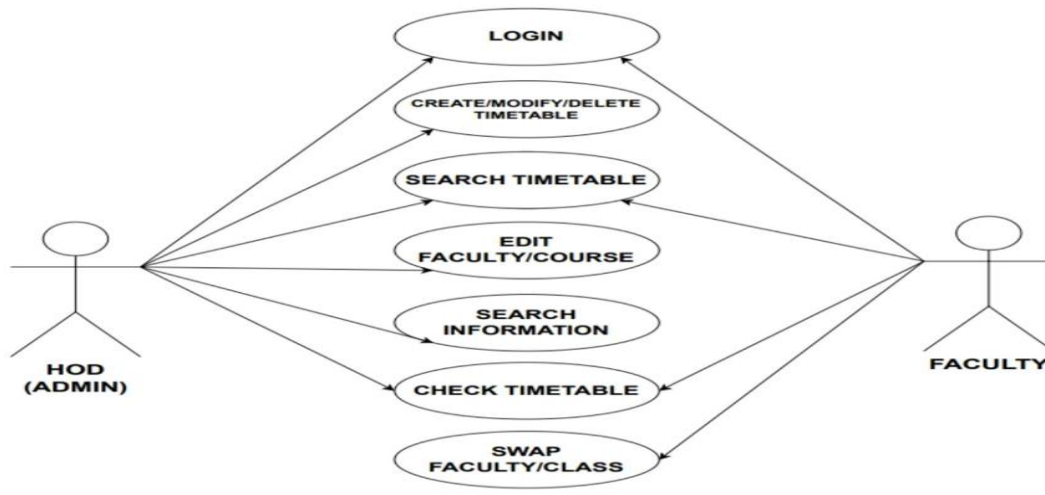 LOGIN
CREATE/MODIFY/DELETE
TIMETABLE
SEARCH TIMETABLE
EDIT
FACULTY/COURSE
SEARCH
INFORMATION
CHECK TIMETABLE
SWAP
FACULTY/CLASS
HOD
(ADMIN)
FACULTY